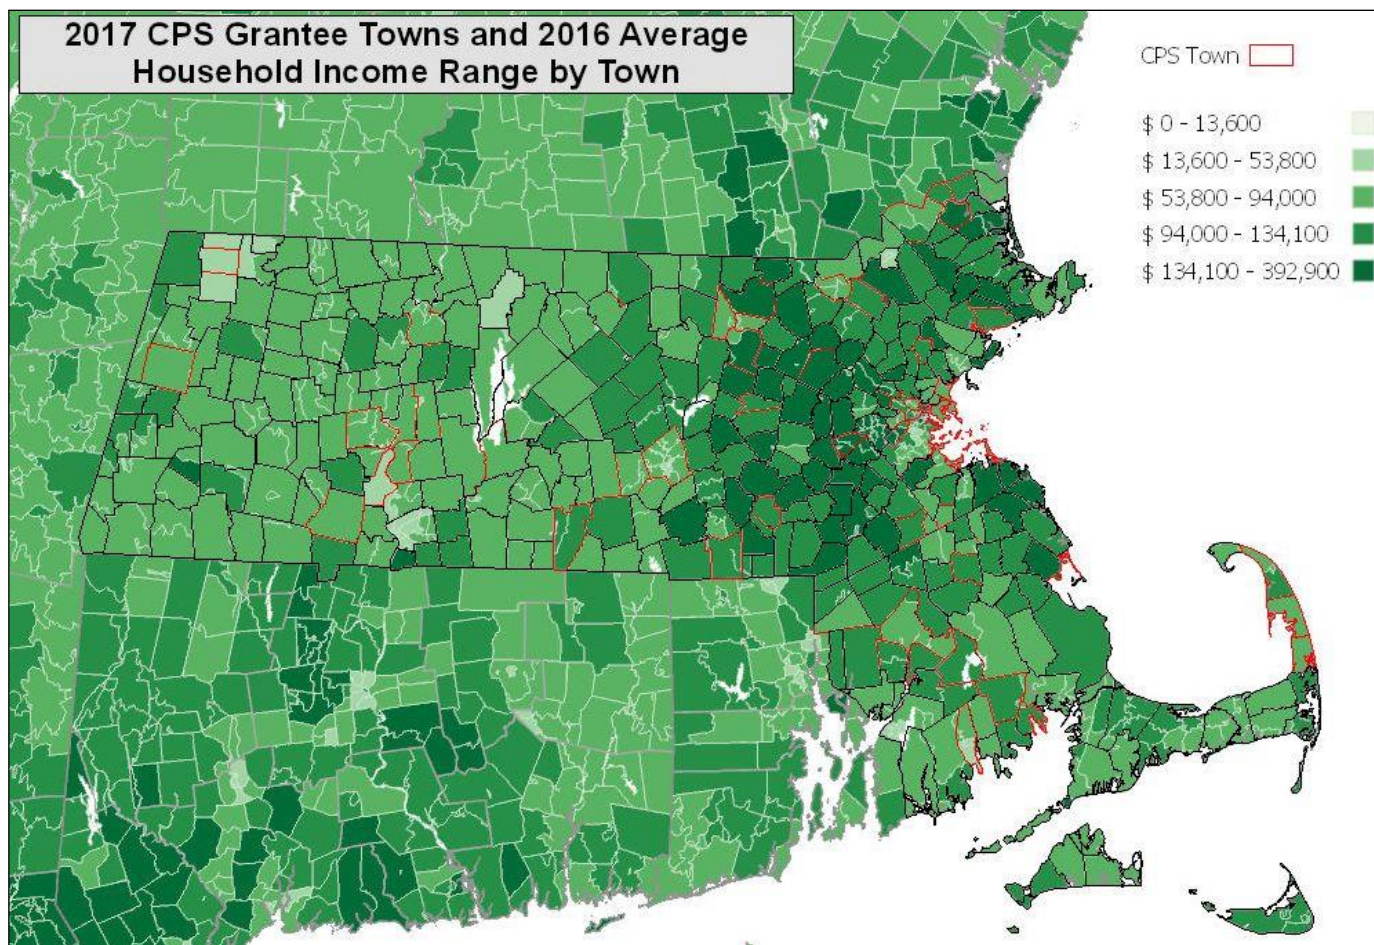 2017 CPS Grantee Towns and 2016 Average
Household Income Range by Town
CPS Town
$ 0 - 13,600
$ 13,600 - 53,800
$ 53,800 - 94,000
$ 94,000 - 134,100
$ 134,100 - 392,900